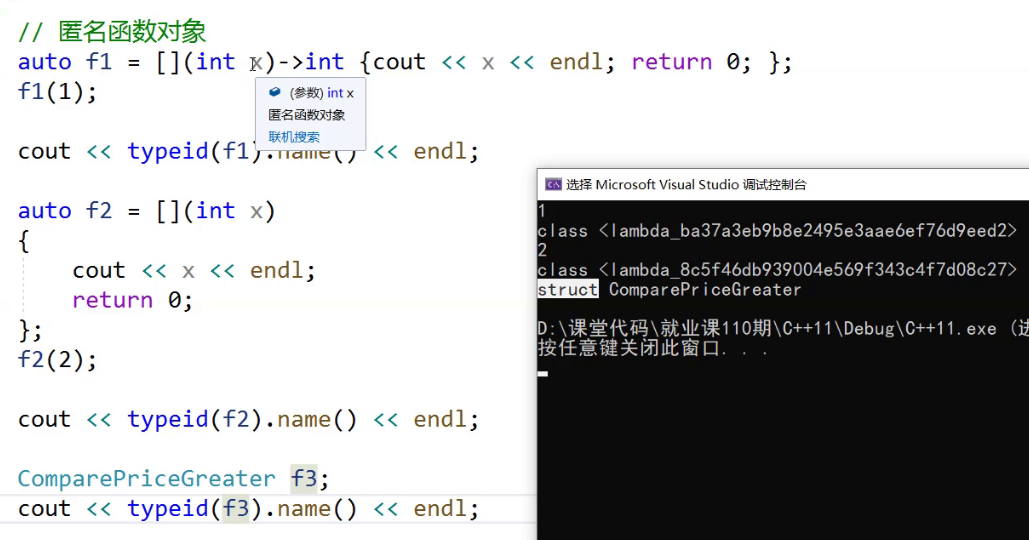 // 匿名函数对象
auto f1 = [](int x)->int {cout << x << endl; return 0; };
f1(1);
(参数) int x
匿名函数对象
联机搜索
cout << typeid(f1).name() << endl;
auto f2 = [](int x)
{
cout << x << endl;
return 0;
};
f2(2);
cout << typeid(f2).name() << endl;
ComparePriceGreater f3;
cout << typeid(f3).name() << endl;
选择 Microsoft Visual Studio 调试控制台
1
class <lambda_ba37a3eb9b8e2495e3aae6ef76d9eed2>
2
class <lambda_8c5f46db939004e569f343c4f7d08c27>
struct ComparePriceGreater
D:\课堂代码\就业课110期\C++11\Debug\C++11.exe (进
按任意键关闭此窗口. . .